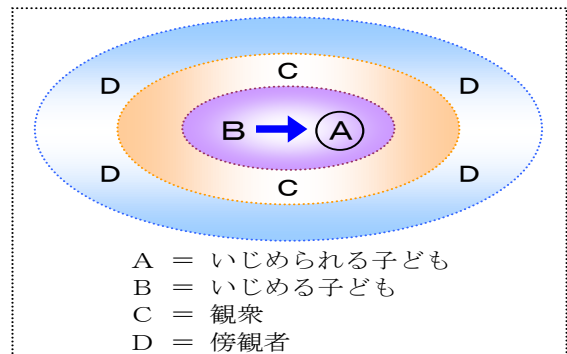 C
D D
B A
D D
C
A = いじめられる子ども
B = いじめる子ども
C = 観衆
D = 傍観者